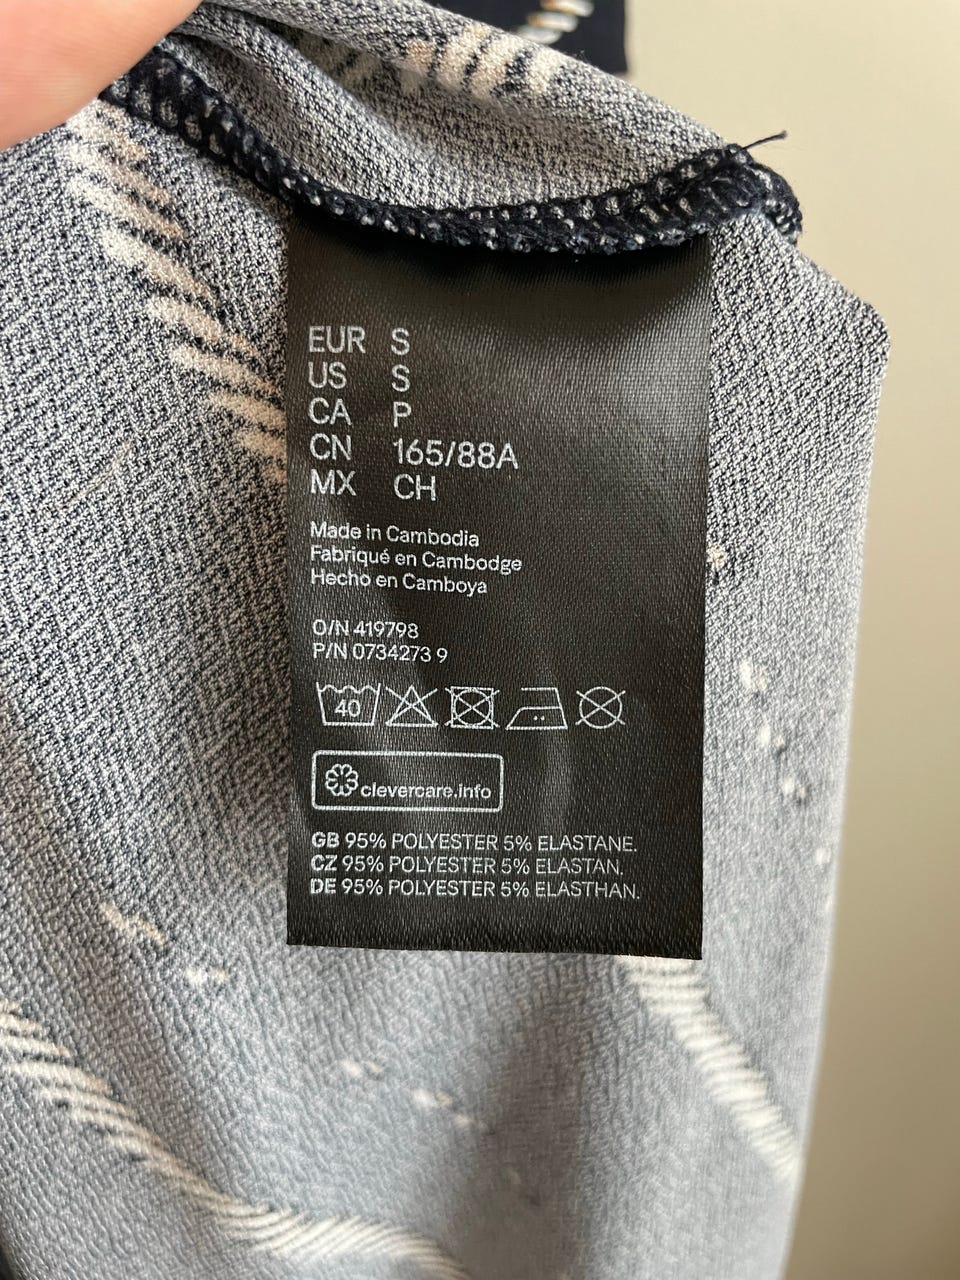 EUR S
US S
CA P
CN 165/88A
MX CH
Made in Cambodia
Fabriqué en Cambodge
Hecho en Camboya
O/N 419798
P/N 0734273 9
40
clevercare.info
GB 95% POLYESTER 5% ELASTANE.
CZ 95% POLYESTER 5% ELASTAN.
DE 95% POLYESTER 5% ELASTHAN.